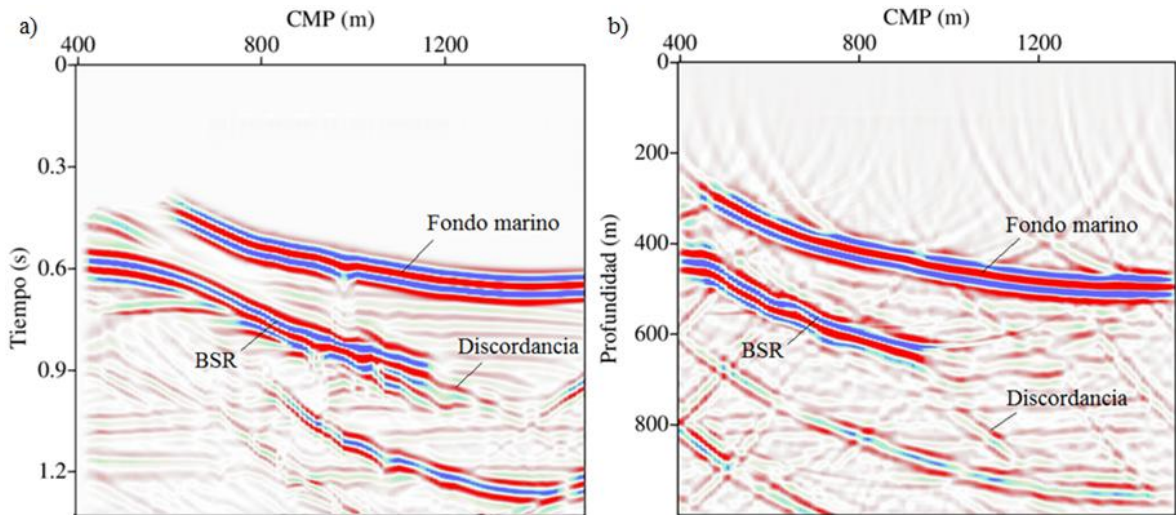 a)
CMP (m)
400 800 1200
0
0.3
0.6
0.9
1.2
Tiempo (s)
Fondo marino
BSR
Discordancia
b)
CMP (m)
400 800 1200
0
200
400
600
800
Profundidad (m)
Fondo marino
BSR
Discordancia